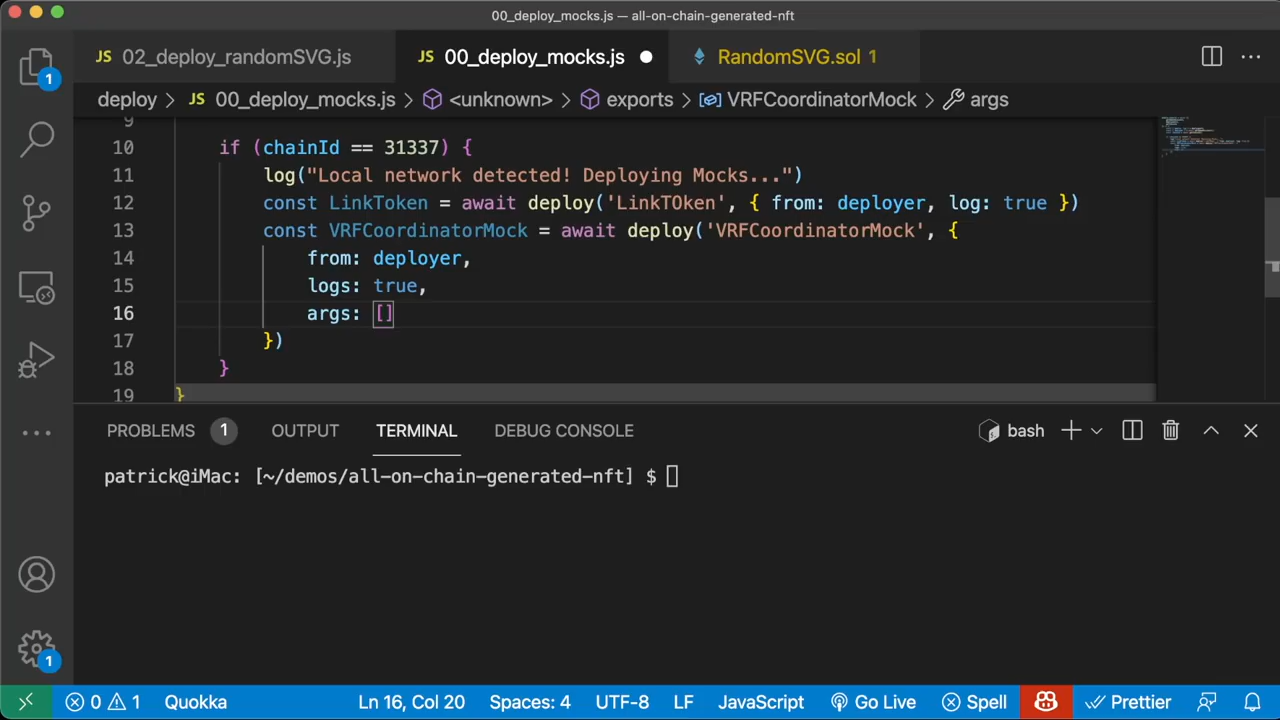 00_deploy_mocks.js — all-on-chain-generated-nft
JS 02_deploy_randomSVG.js JS 00_deploy_mocks.js RandomSVG.sol 1
deploy > JS 00_deploy_mocks.js > <unknown> > exports > VRFCoordinatorMock > args
9
10 if (chainId == 31337) {
11 log("Local network detected! Deploying Mocks...")
12 const LinkToken = await deploy('LinkTOken', { from: deployer, log: true })
13 const VRFCoordinatorMock = await deploy('VRFCoordinatorMock', {
14 from: deployer,
15 logs: true,
16 args: []
17 })
18 }
19 }
1
PROBLEMS 1 OUTPUT TERMINAL DEBUG CONSOLE bash
patrick@iMac: [~/demos/all-on-chain-generated-nft] $
1
0 1 Quokka Ln 16, Col 20 Spaces: 4 UTF-8 LF JavaScript Go Live Spell Prettier